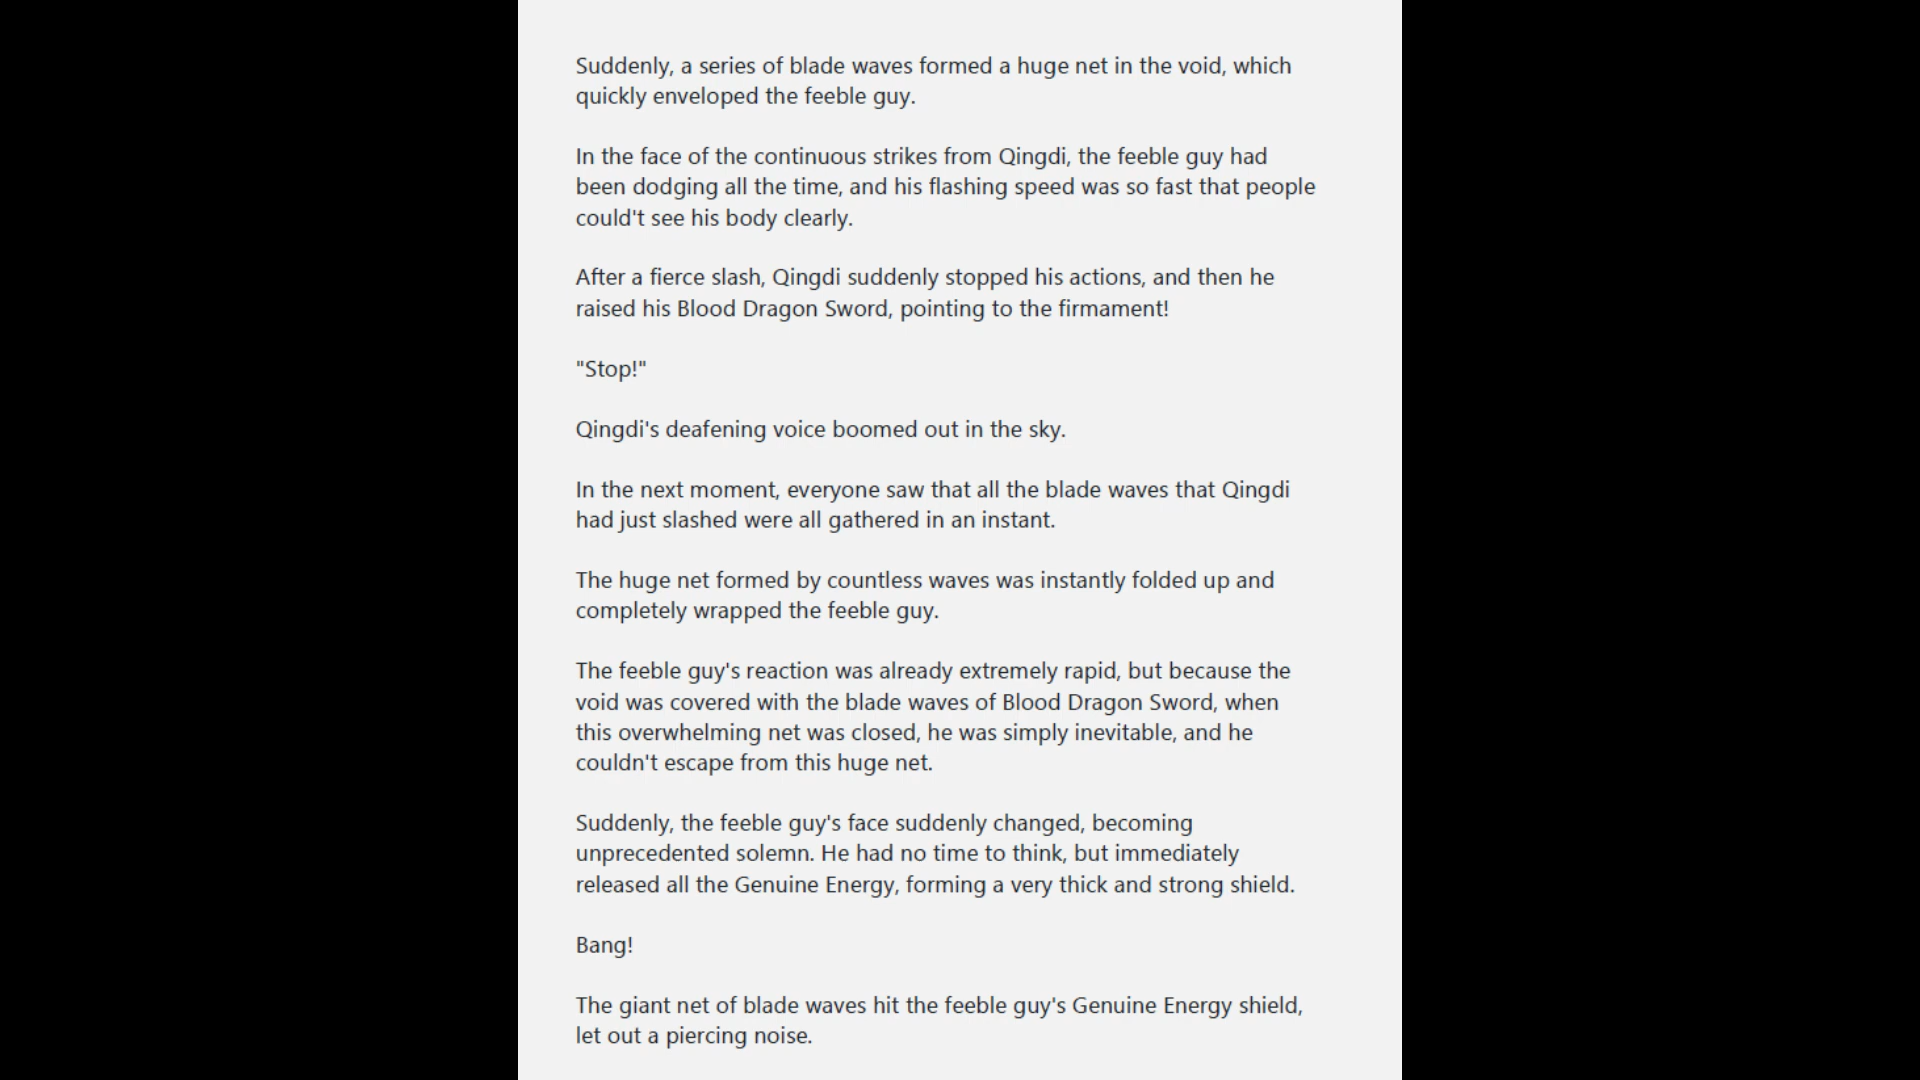 Suddenly, a series of blade waves formed a huge net in the void, which
quickly enveloped the feeble guy.
In the face of the continuous strikes from Qingdi, the feeble guy had
been dodging all the time, and his flashing speed was so fast that people
could't see his body clearly.
After a fierce slash, Qingdi suddenly stopped his actions, and then he
raised his Blood Dragon Sword, pointing to the firmament!
"Stop!"
Qingdi's deafening voice boomed out in the sky.
In the next moment, everyone saw that all the blade waves that Qingdi
had just slashed were all gathered in an instant.
The huge net formed by countless waves was instantly folded up and
completely wrapped the feeble guy.
The feeble guy's reaction was already extremely rapid, but because the
void was covered with the blade waves of Blood Dragon Sword, when
this overwhelming net was closed, he was simply inevitable, and he
couldn't escape from this huge net.
Suddenly, the feeble guy's face suddenly changed, becoming
unprecedented solemn. He had no time to think, but immediately
released all the Genuine Energy, forming a very thick and strong shield.
Bang!
The giant net of blade waves hit the feeble guy's Genuine Energy shield,
let out a piercing noise.